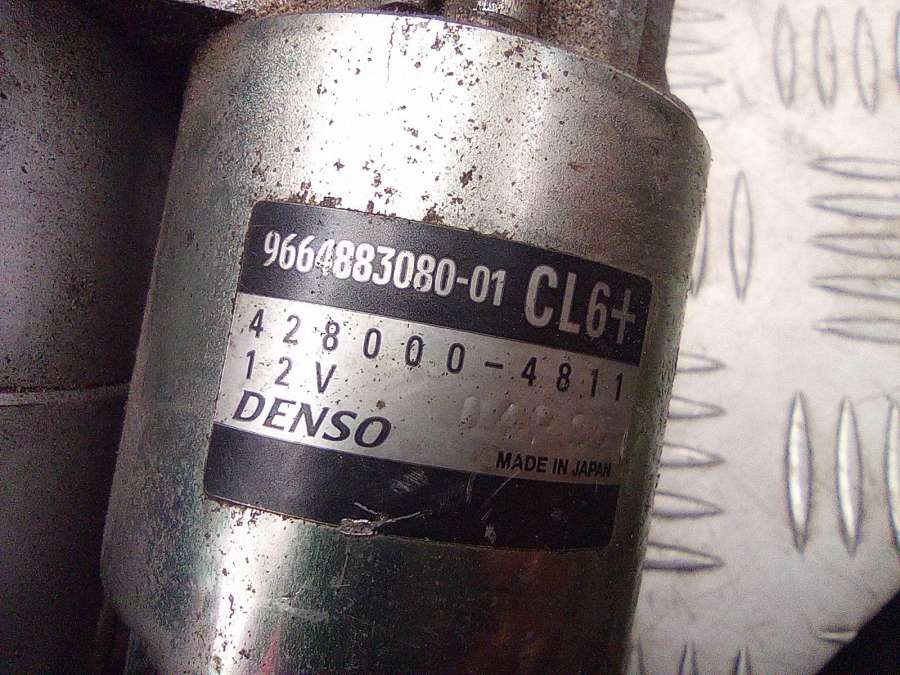 9664883080-01 CL6+
428000-4811
12V
DENSO
MADE IN JAPAN